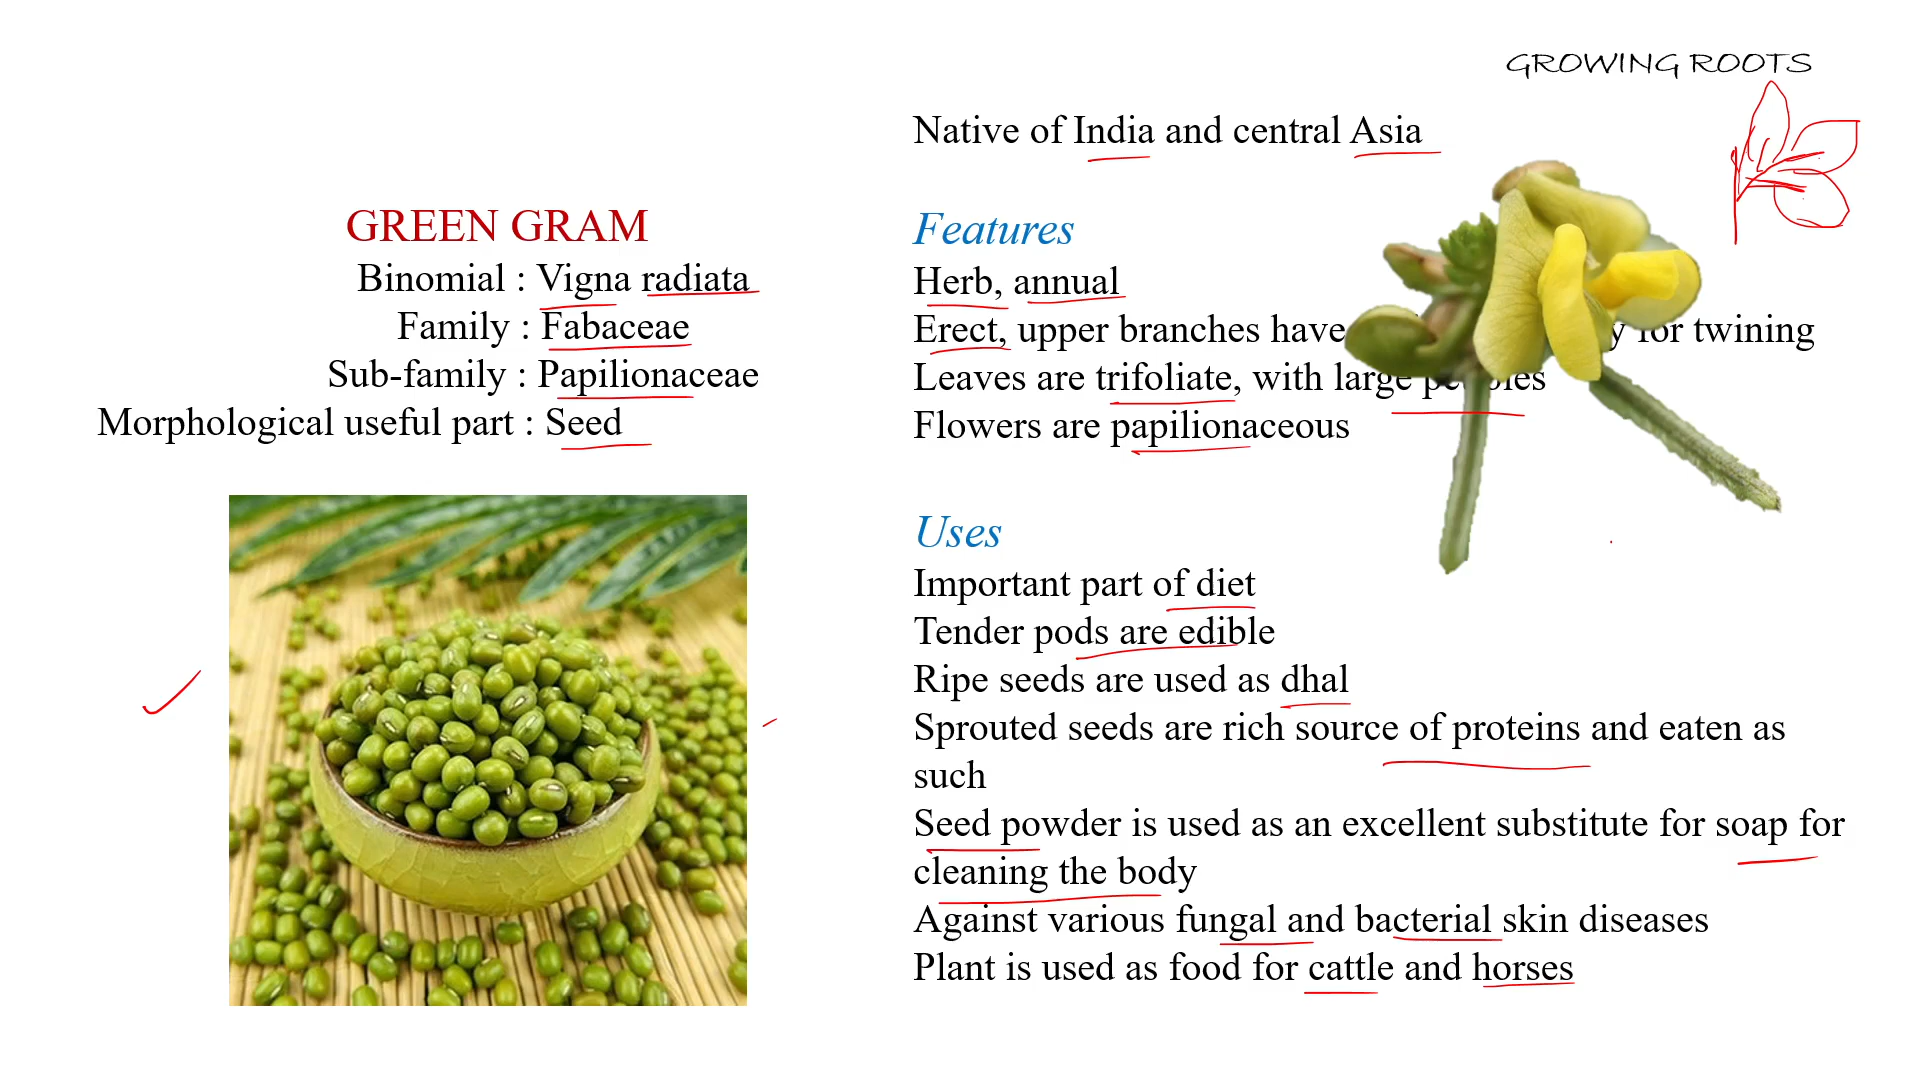 GROWING ROOTS
GREEN GRAM
Binomial : Vigna radiata
Family : Fabaceae
Sub-family : Papilionaceae
Morphological useful part : Seed
Native of India and central Asia
Features
Herb, annual
Erect, upper branches have for twining
Leaves are trifoliate, with large
Flowers are papilionaceous
Uses
Important part of diet
Tender pods are edible
Ripe seeds are used as dhal
Sprouted seeds are rich source of proteins and eaten as
such
Seed powder is used as an excellent substitute for soap for
cleaning the body
Against various fungal and bacterial skin diseases
Plant is used as food for cattle and horses